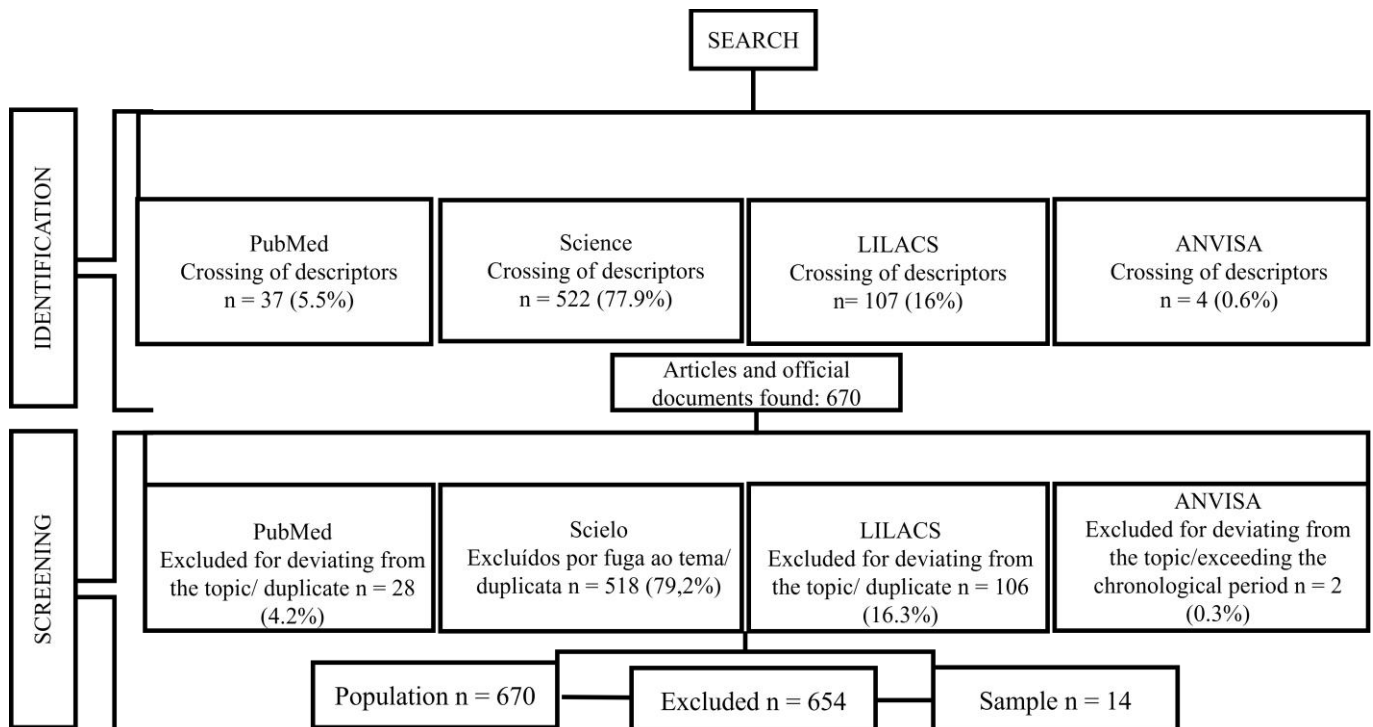 SEARCH
IDENTIFICATION
PubMed
Crossing of descriptors
n = 37 (5.5%)
Science
Crossing of descriptors
n = 522 (77.9%)
LILACS
Crossing of descriptors
n= 107 (16%)
ANVISA
Crossing of descriptors
n = 4 (0.6%)
Articles and official
documents found: 670
SCREENING
PubMed
Excluded for deviating from
the topic/ duplicate n = 28
(4.2%)
Scielo
Excluídos por fuga ao tema/
duplicata n = 518 (79,2%)
LILACS
Excluded for deviating from
the topic/ duplicate n = 106
(16.3%)
ANVISA
Excluded for deviating from
the topic/exceeding the
chronological period n = 2
(0.3%)
Population n = 670
Excluded n = 654
Sample n = 14